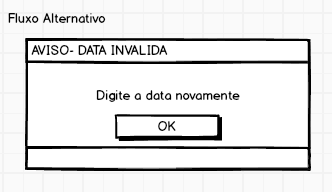 Fluxo Alternativo
AVISO- DATA INVALIDA
Digite a data novamente
OK